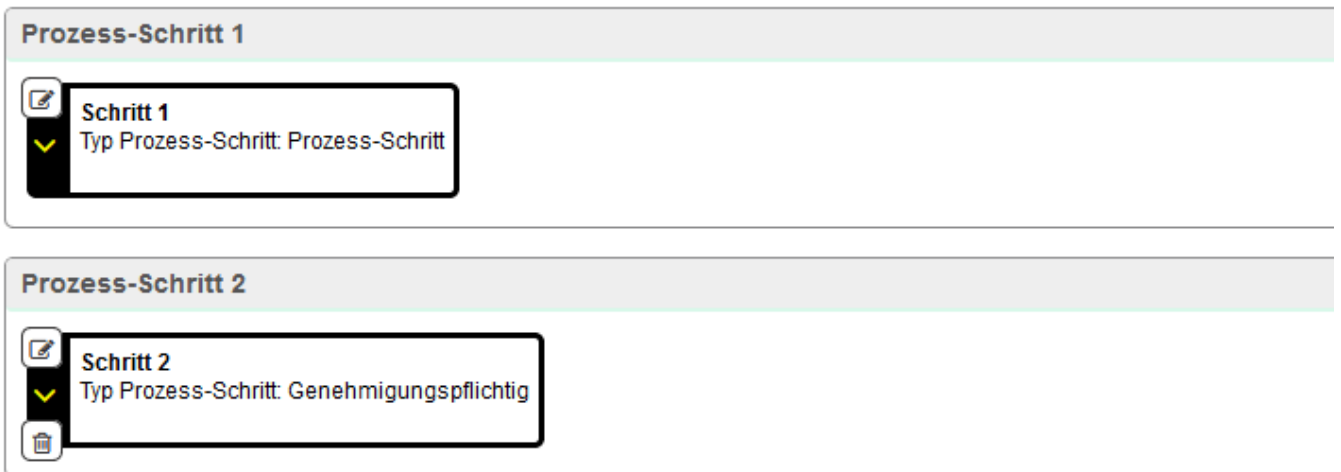 Prozess-Schritt 1
Schritt 1
Typ Prozess-Schritt: Prozess-Schritt
Prozess-Schritt 2
Schritt 2
Typ Prozess-Schritt: Genehmigungspflichtig